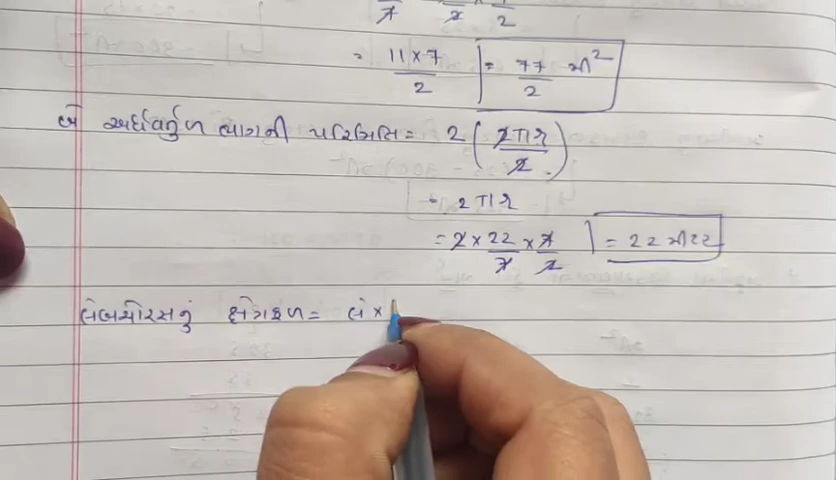 = 11 × 7 / 2 = 77 / 2 મી²
બે અર્ધવર્તુળ ભાગની પરિમિતિ = 2 ( 2πr / 2 )
= 2πr
= 2 × 22 / 7 × 7 / 2 = 22 મીટર
લંબચોરસનું ક્ષેત્રફળ = લં ×